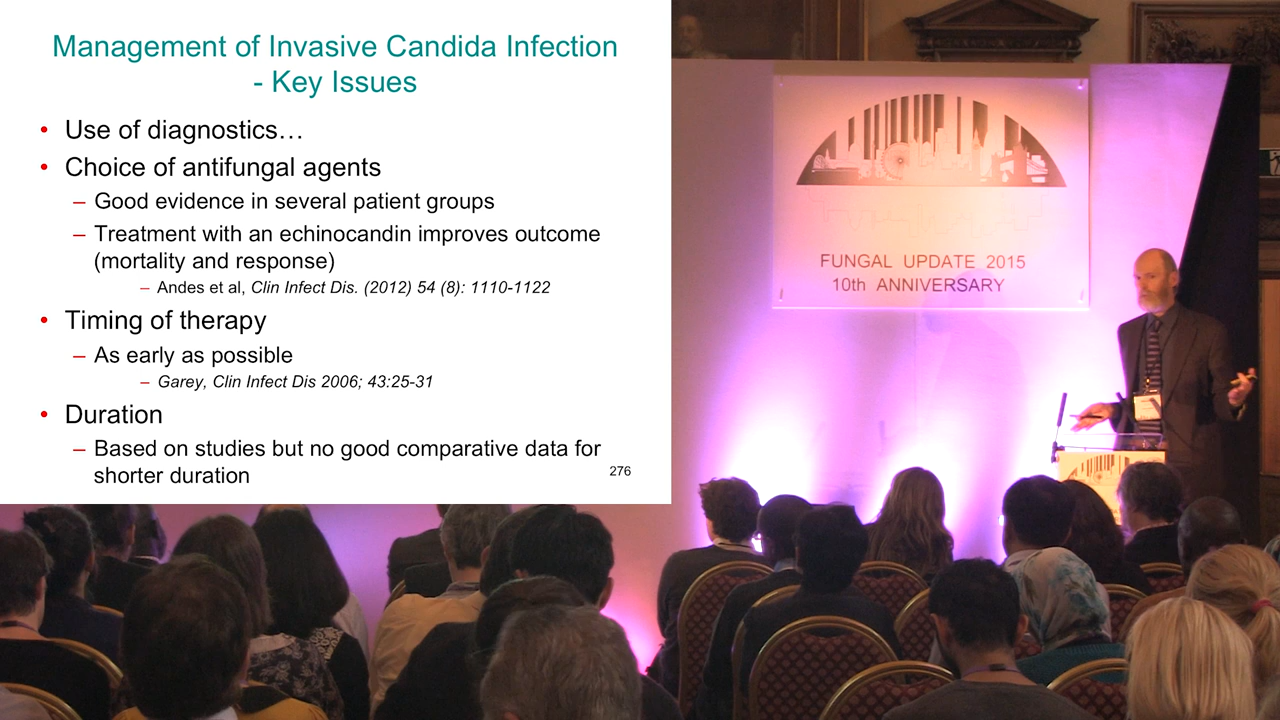 Management of Invasive Candida Infection
- Key Issues
• Use of diagnostics…
• Choice of antifungal agents
– Good evidence in several patient groups
– Treatment with an echinocandin improves outcome
(mortality and response)
– Andes et al, Clin Infect Dis. (2012) 54 (8): 1110-1122
• Timing of therapy
– As early as possible
– Garey, Clin Infect Dis 2006; 43:25-31
• Duration
– Based on studies but no good comparative data for
shorter duration
276
FUNGAL UPDATE 2015
10th ANNIVERSARY